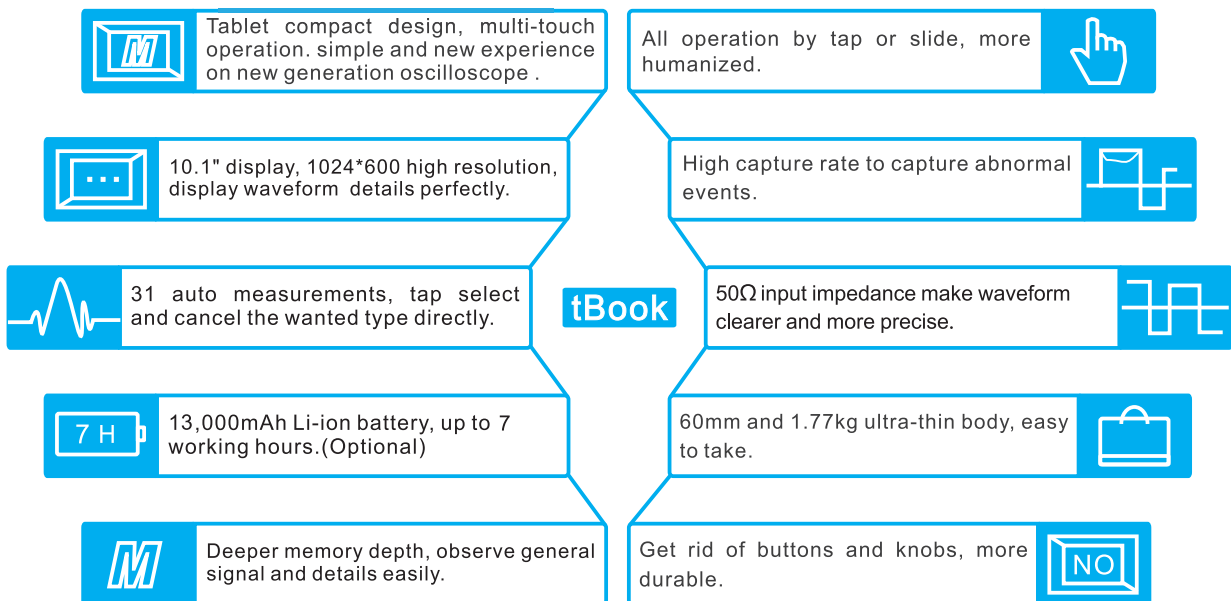 M
Tablet compact design, multi-touch
operation. simple and new experience
on new generation oscilloscope .
10.1" display, 1024*600 high resolution,
display waveform details perfectly.
31 auto measurements, tap select
and cancel the wanted type directly.
7 H
13,000mAh Li-ion battery, up to 7
working hours.(Optional)
M
Deeper memory depth, observe general
signal and details easily.
tBook
All operation by tap or slide, more
humanized.
High capture rate to capture abnormal
events.
50Ω input impedance make waveform
clearer and more precise.
60mm and 1.77kg ultra-thin body, easy
to take.
Get rid of buttons and knobs, more
durable.
NO